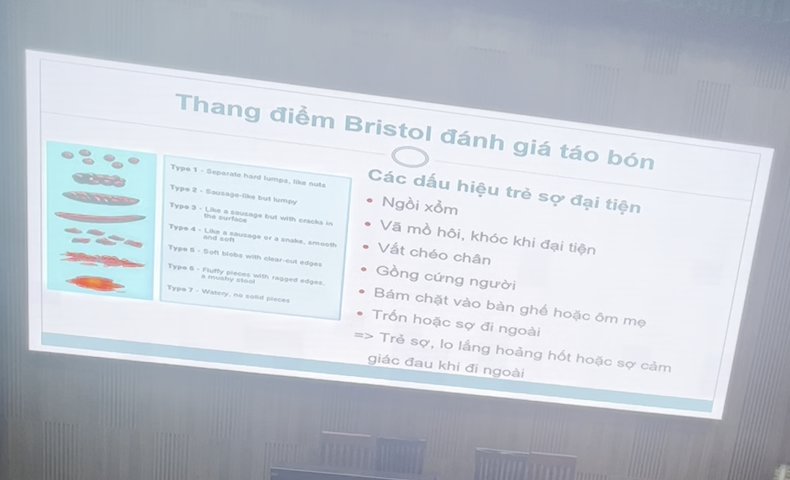 Thang điểm Bristol đánh giá táo bón
Type 1 - Separate hard lumps, like nuts
Type 2 - Sausage-like but lumpy
Type 3 - Like a sausage but with cracks in
the surface
Type 4 - Like a sausage or a snake, smooth
and soft
Type 5 - Soft blobs with clear-cut edges
Type 6 - Fluffy pieces with ragged edges,
a mushy stool
Type 7 - Watery, no solid pieces
Các dấu hiệu trẻ sợ đại tiện
• Ngồi xổm
• Vã mồ hôi, khóc khi đại tiện
• Vắt chéo chân
• Gồng cứng người
• Bám chặt vào bàn ghế hoặc ôm mẹ
• Trốn hoặc sợ đi ngoài
=> Trẻ sợ, lo lắng hoảng hốt hoặc sợ cảm
giác đau khi đi ngoài